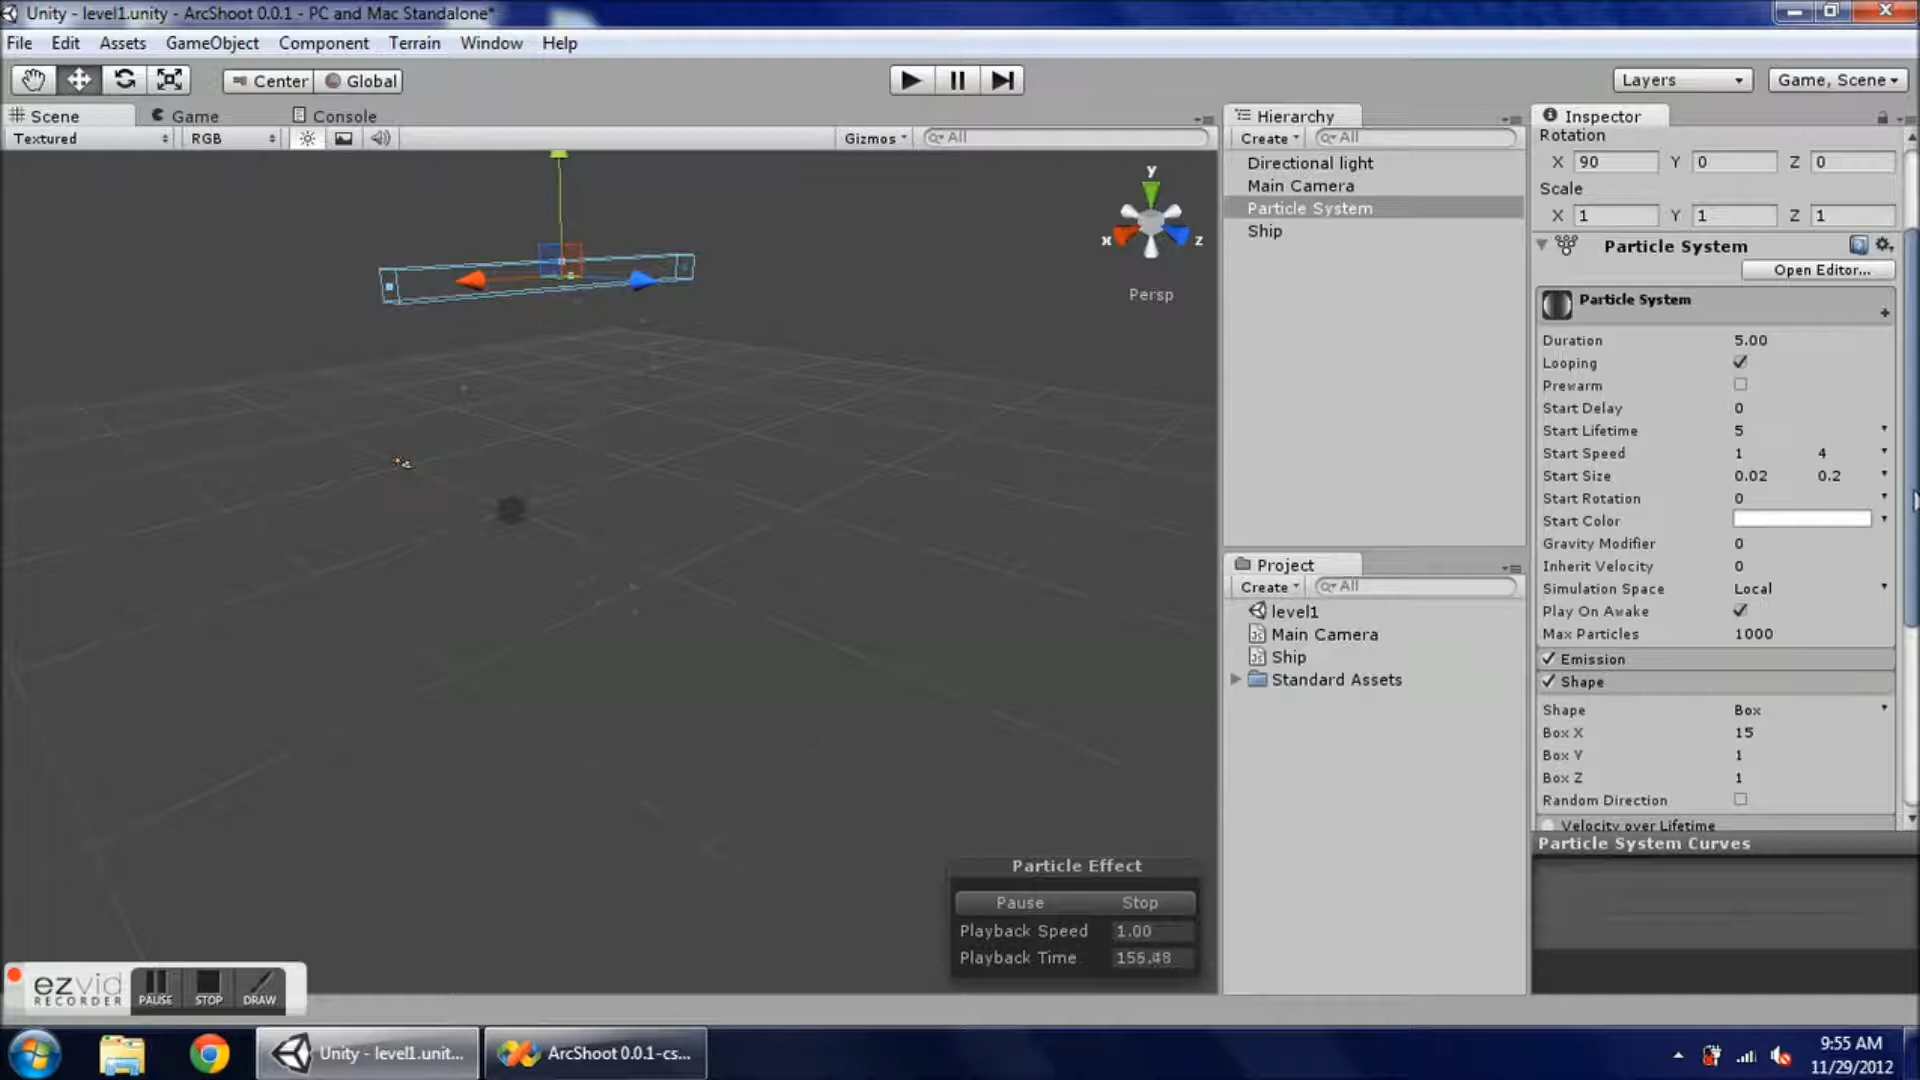 Unity - level1.unity - ArcShoot 0.0.1 - PC and Mac Standalone*
File Edit Assets GameObject Component Terrain Window Help
Center Global
Layers
Game, Scene
Scene Game Console
Textured RGB
Gizmos
All
y
x
z
Persp
Particle Effect
Pause Stop
Playback Speed 1.00
Playback Time 155.48
Hierarchy
Create All
Directional light
Main Camera
Particle System
Ship
Project
Create All
level1
Main Camera
Ship
Standard Assets
Inspector
Rotation
X 90 Y 0 Z 0
Scale
X 1 Y 1 Z 1
Particle System
Open Editor...
Particle System
Duration 5.00
Looping
Prewarm
Start Delay 0
Start Lifetime 5
Start Speed 1 4
Start Size 0.02 0.2
Start Rotation 0
Start Color
Gravity Modifier 0
Inherit Velocity 0
Simulation Space Local
Play On Awake
Max Particles 1000
Emission
Shape
Shape Box
Box X 15
Box Y 1
Box Z 1
Random Direction
Velocity over Lifetime
Particle System Curves
ezvid
RECORDER
PAUSE STOP DRAW
Unity - level1.unit...
ArcShoot 0.0.1-cs...
9:55 AM
11/29/2012